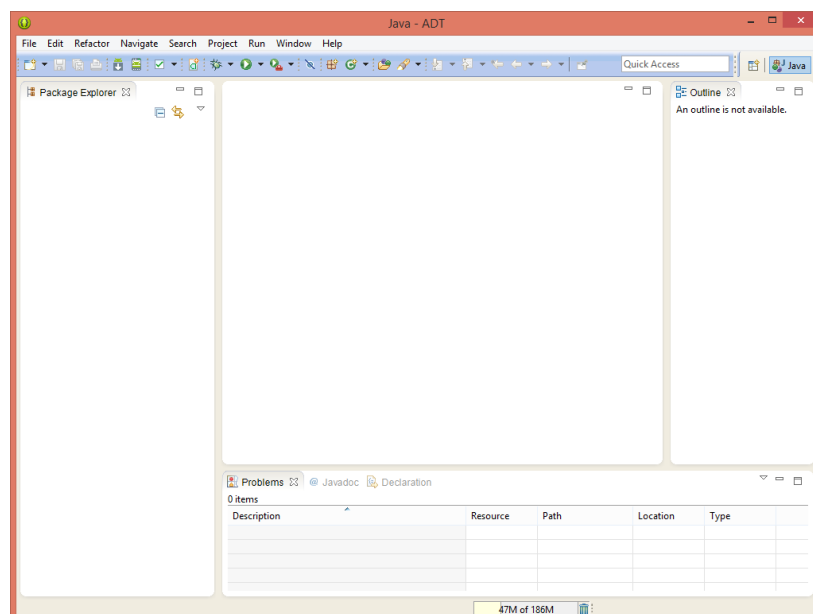 Java - ADT
File Edit Refactor Navigate Search Project Run Window Help
Quick Access
Java
Package Explorer
Outline
An outline is not available.
Problems @ Javadoc Declaration
0 items
Description Resource Path Location Type
47M of 186M